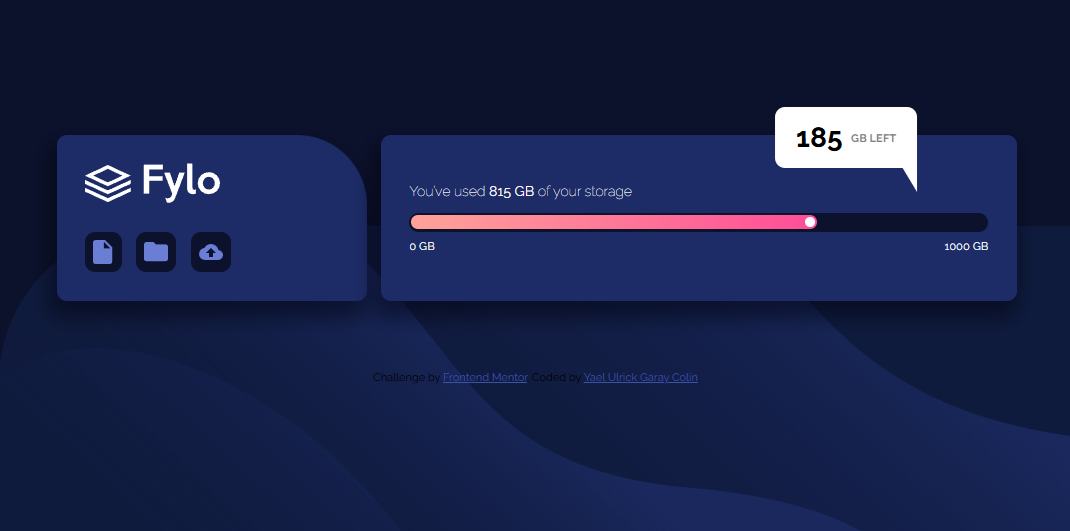 185 GB LEFT
Fylo
You've used 815 GB of your storage
0 GB 1000 GB
Challenge by Frontend Mentor. Coded by Yael Ulrick Garay Colin